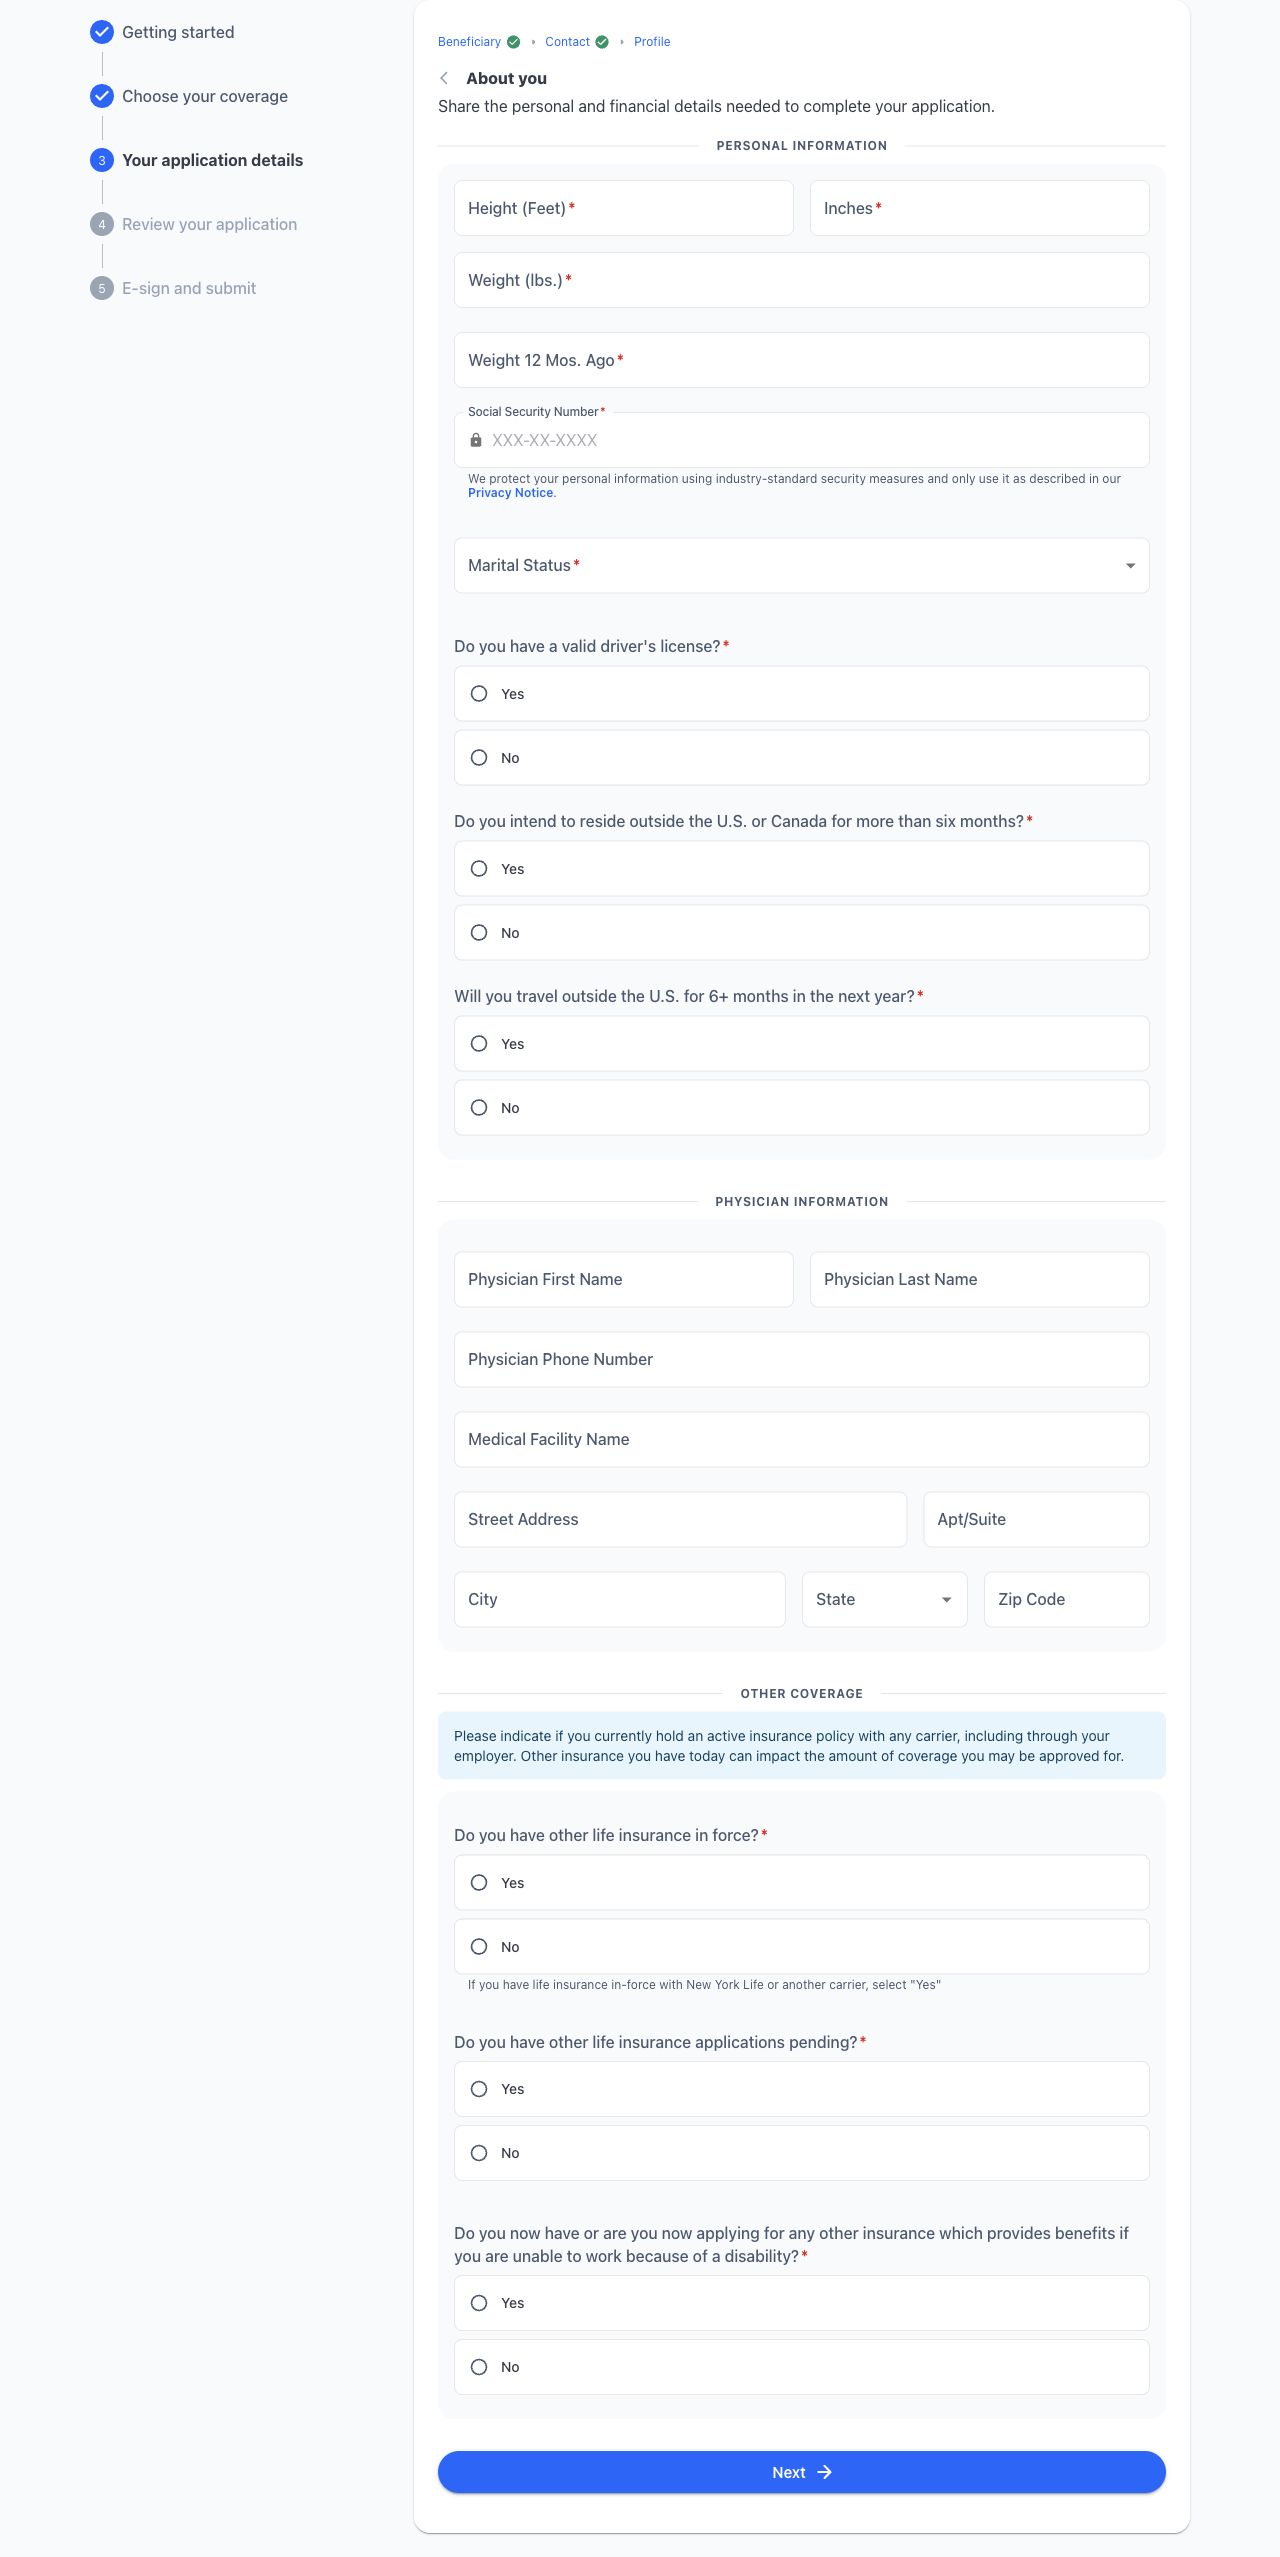 Getting started
Choose your coverage
3 Your application details
4 Review your application
5 E-sign and submit
Beneficiary • Contact • Profile
About you
Share the personal and financial details needed to complete your application.
PERSONAL INFORMATION
Height (Feet)* Inches*
Weight (lbs.)*
Weight 12 Mos. Ago*
Social Security Number*
XXX-XX-XXXX
We protect your personal information using industry-standard security measures and only use it as described in our
Privacy Notice.
Marital Status*
Do you have a valid driver's license?*
Yes
No
Do you intend to reside outside the U.S. or Canada for more than six months?*
Yes
No
Will you travel outside the U.S. for 6+ months in the next year?*
Yes
No
PHYSICIAN INFORMATION
Physician First Name Physician Last Name
Physician Phone Number
Medical Facility Name
Street Address Apt/Suite
City State Zip Code
OTHER COVERAGE
Please indicate if you currently hold an active insurance policy with any carrier, including through your
employer. Other insurance you have today can impact the amount of coverage you may be approved for.
Do you have other life insurance in force?*
Yes
No
If you have life insurance in-force with New York Life or another carrier, select "Yes"
Do you have other life insurance applications pending?*
Yes
No
Do you now have or are you now applying for any other insurance which provides benefits if
you are unable to work because of a disability?*
Yes
No
Next